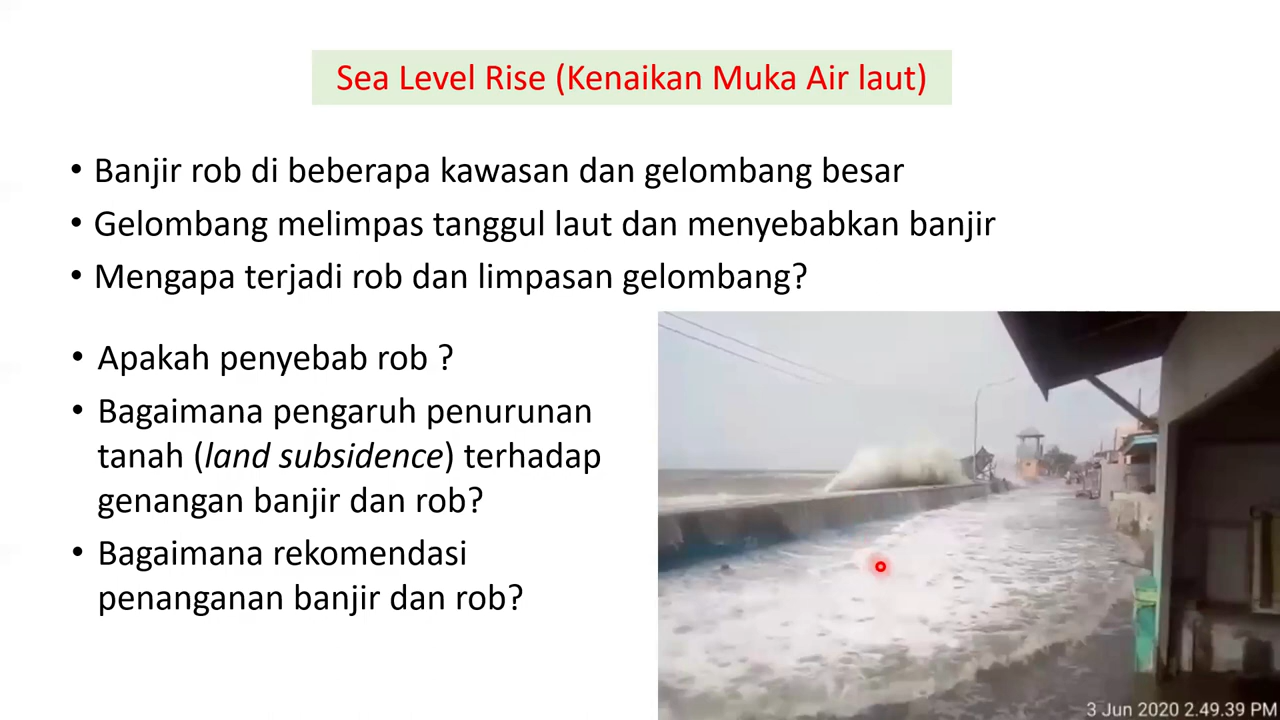 Sea Level Rise (Kenaikan Muka Air laut)
• Banjir rob di beberapa kawasan dan gelombang besar
• Gelombang melimpas tanggul laut dan menyebabkan banjir
• Mengapa terjadi rob dan limpasan gelombang?
• Apakah penyebab rob ?
• Bagaimana pengaruh penurunan
tanah (land subsidence) terhadap
genangan banjir dan rob?
• Bagaimana rekomendasi
penanganan banjir dan rob?
3 Jun 2020 2.49.39 PM